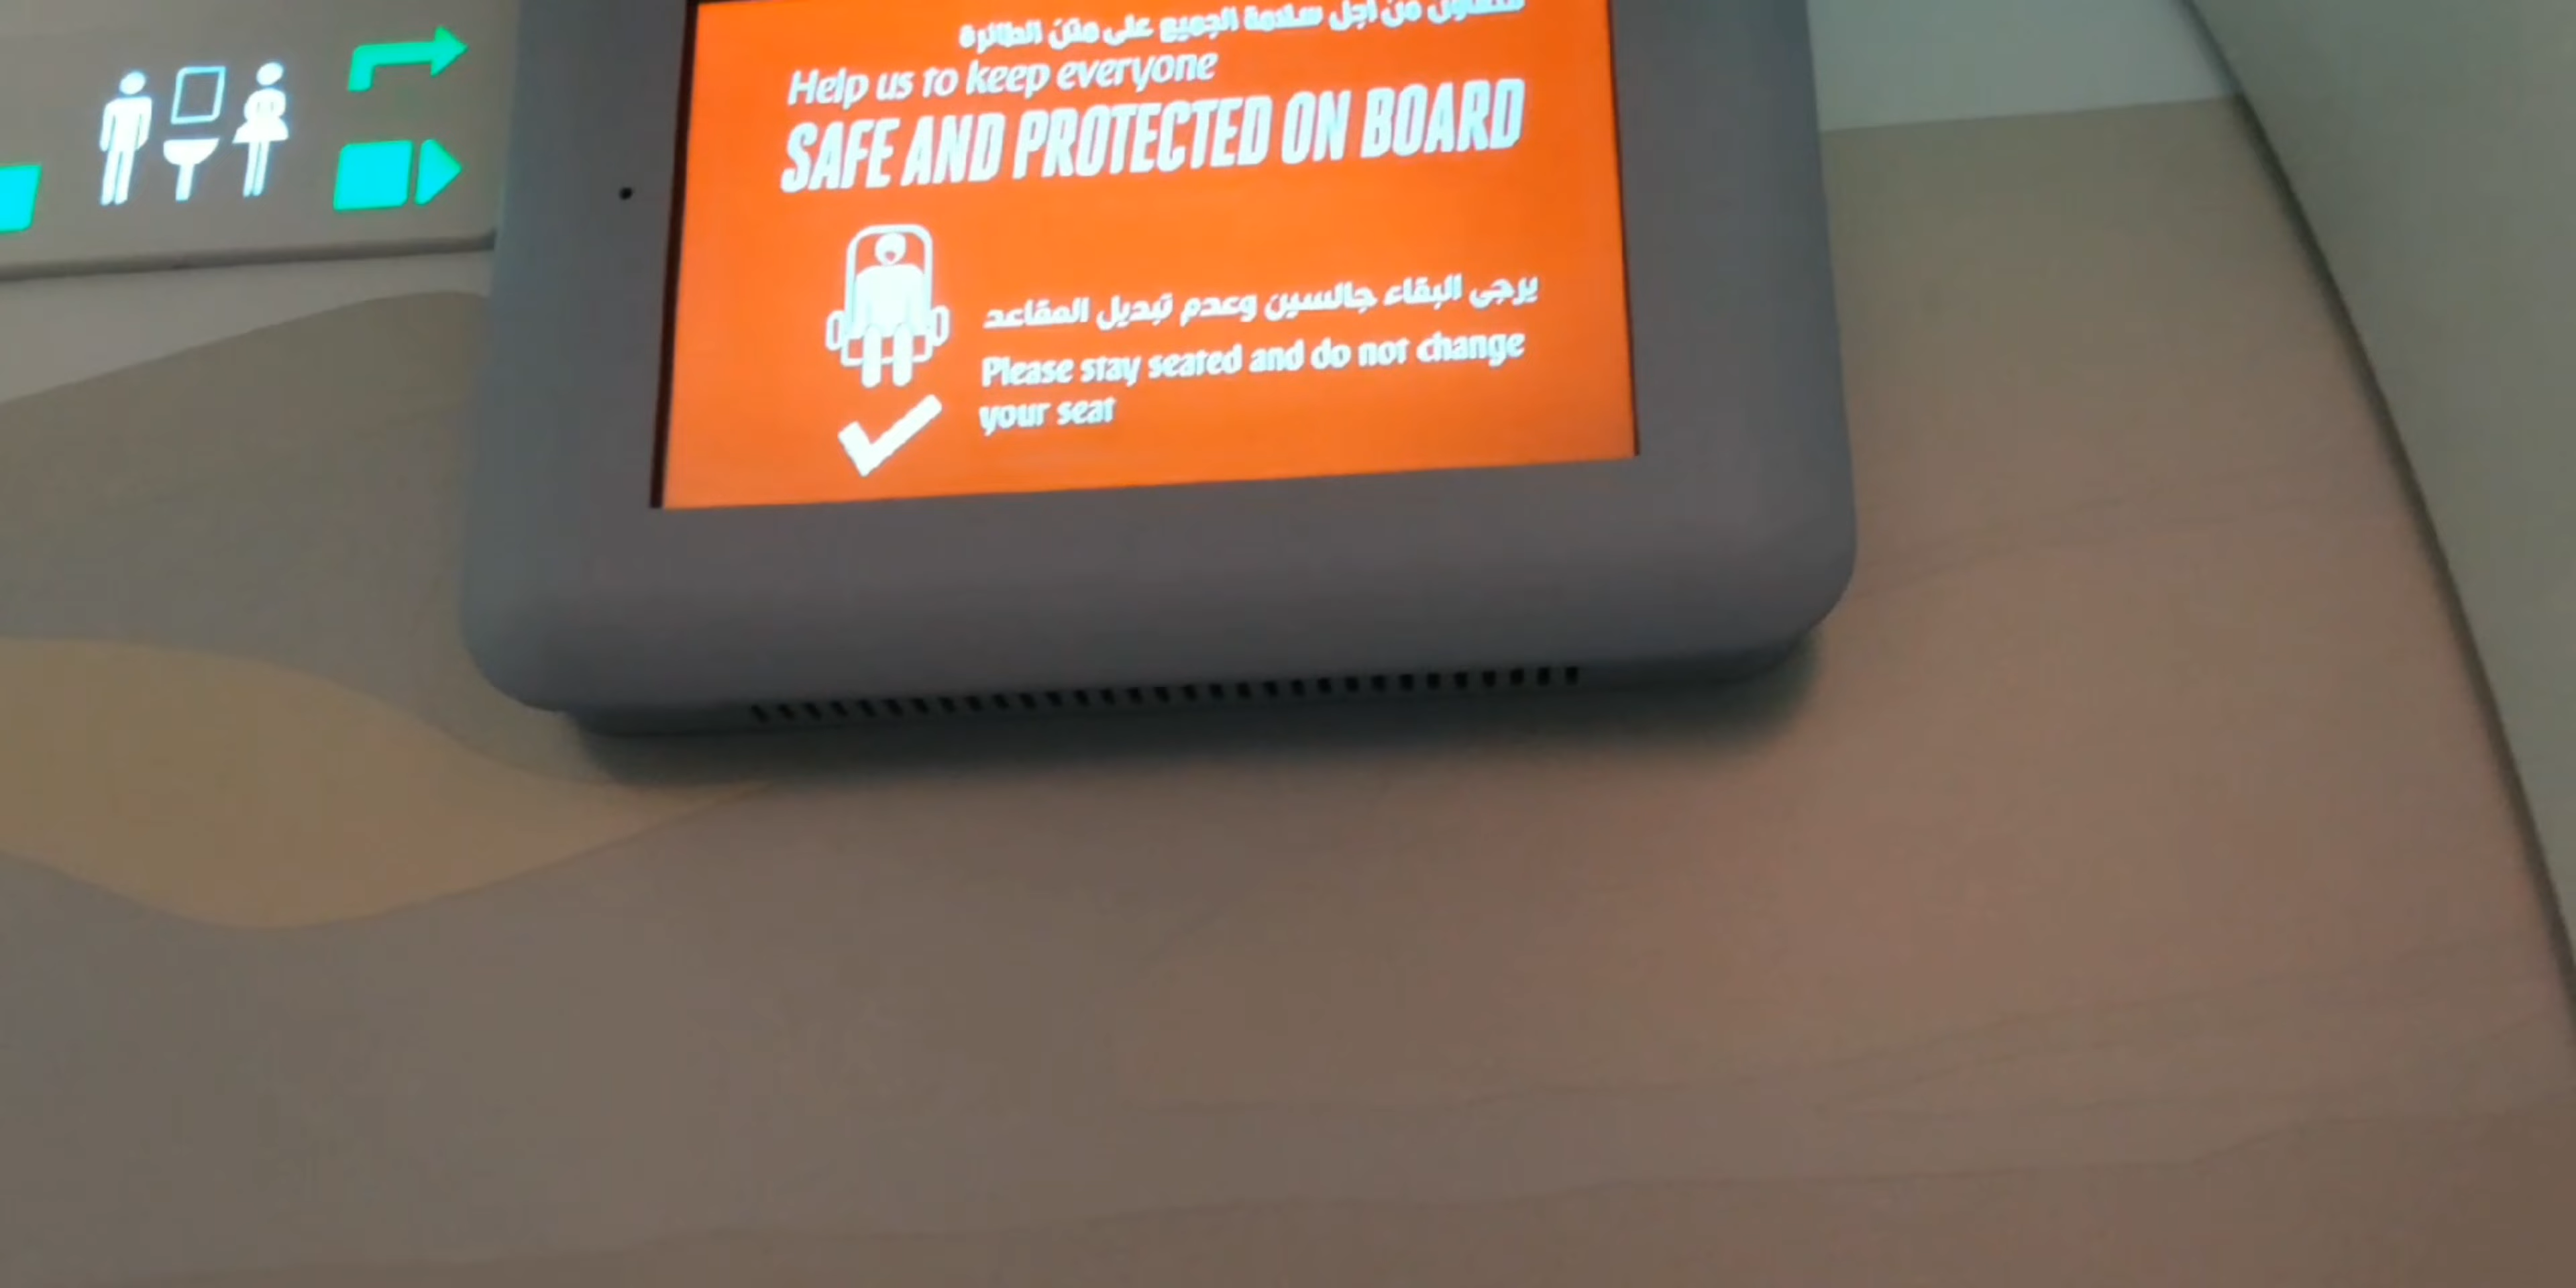 من أجل سلامة الجميع على متن الطائرة
Help us to keep everyone
SAFE AND PROTECTED ON BOARD
يرجى البقاء جالسين وعدم تبديل المقاعد
Please stay seated and do not change
your seat